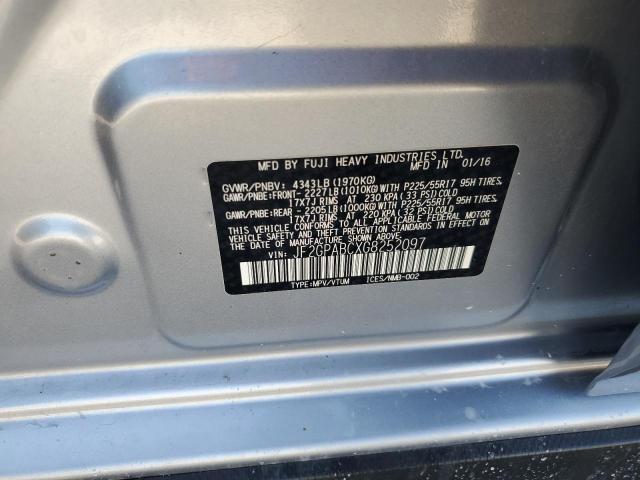 MFD BY FUJI HEAVY INDUSTRIES LTD.
MFD IN 01/16
GVWR/PNBV: 4343LB(1970KG)
GAWR/PNBE:FRONT- 2227LB(1010KG)WITH P225/55R17 95H TIRES,
17X7J RIMS AT 230 KPA(33 PSI)COLD
GAWR/PNBE:REAR - 2205LB(1000KG)WITH P225/55R17 95H TIRES,
17X7J RIMS AT 220 KPA(32 PSI)COLD
THIS VEHICLE CONFORMS TO ALL APPLICABLE FEDERAL MOTOR
VEHICLE SAFETY STANDARDS IN EFFECT ON
THE DATE OF MANUFACTURE SHOWN ABOVE.
VIN: JF2GPABCXG8252097
TYPE:MPV/VTUM ICES/NMB-002